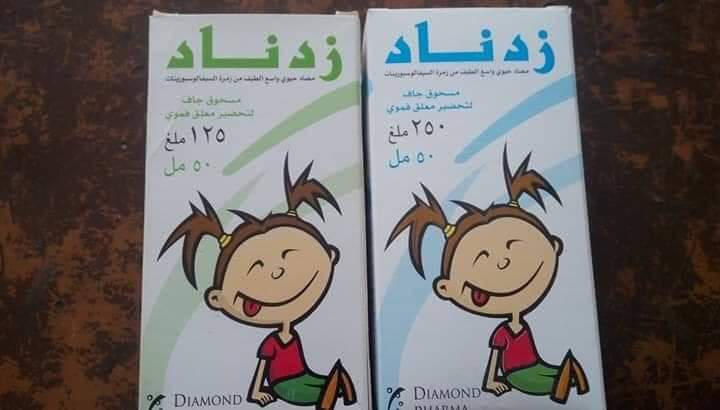 زدناد
مضاد حيوي واسع الطيف من زمرة السيفالوسبورينات
مسحوق جاف
لتحضير معلق فموي
١٢٥ ملغ
٥٠ مل
DIAMOND
زدناد
مضاد حيوي واسع الطيف من زمرة السيفالوسبورينات
مسحوق جاف
لتحضير معلق فموي
٢٥٠ ملغ
٥٠ مل
DIAMOND
PHARMA